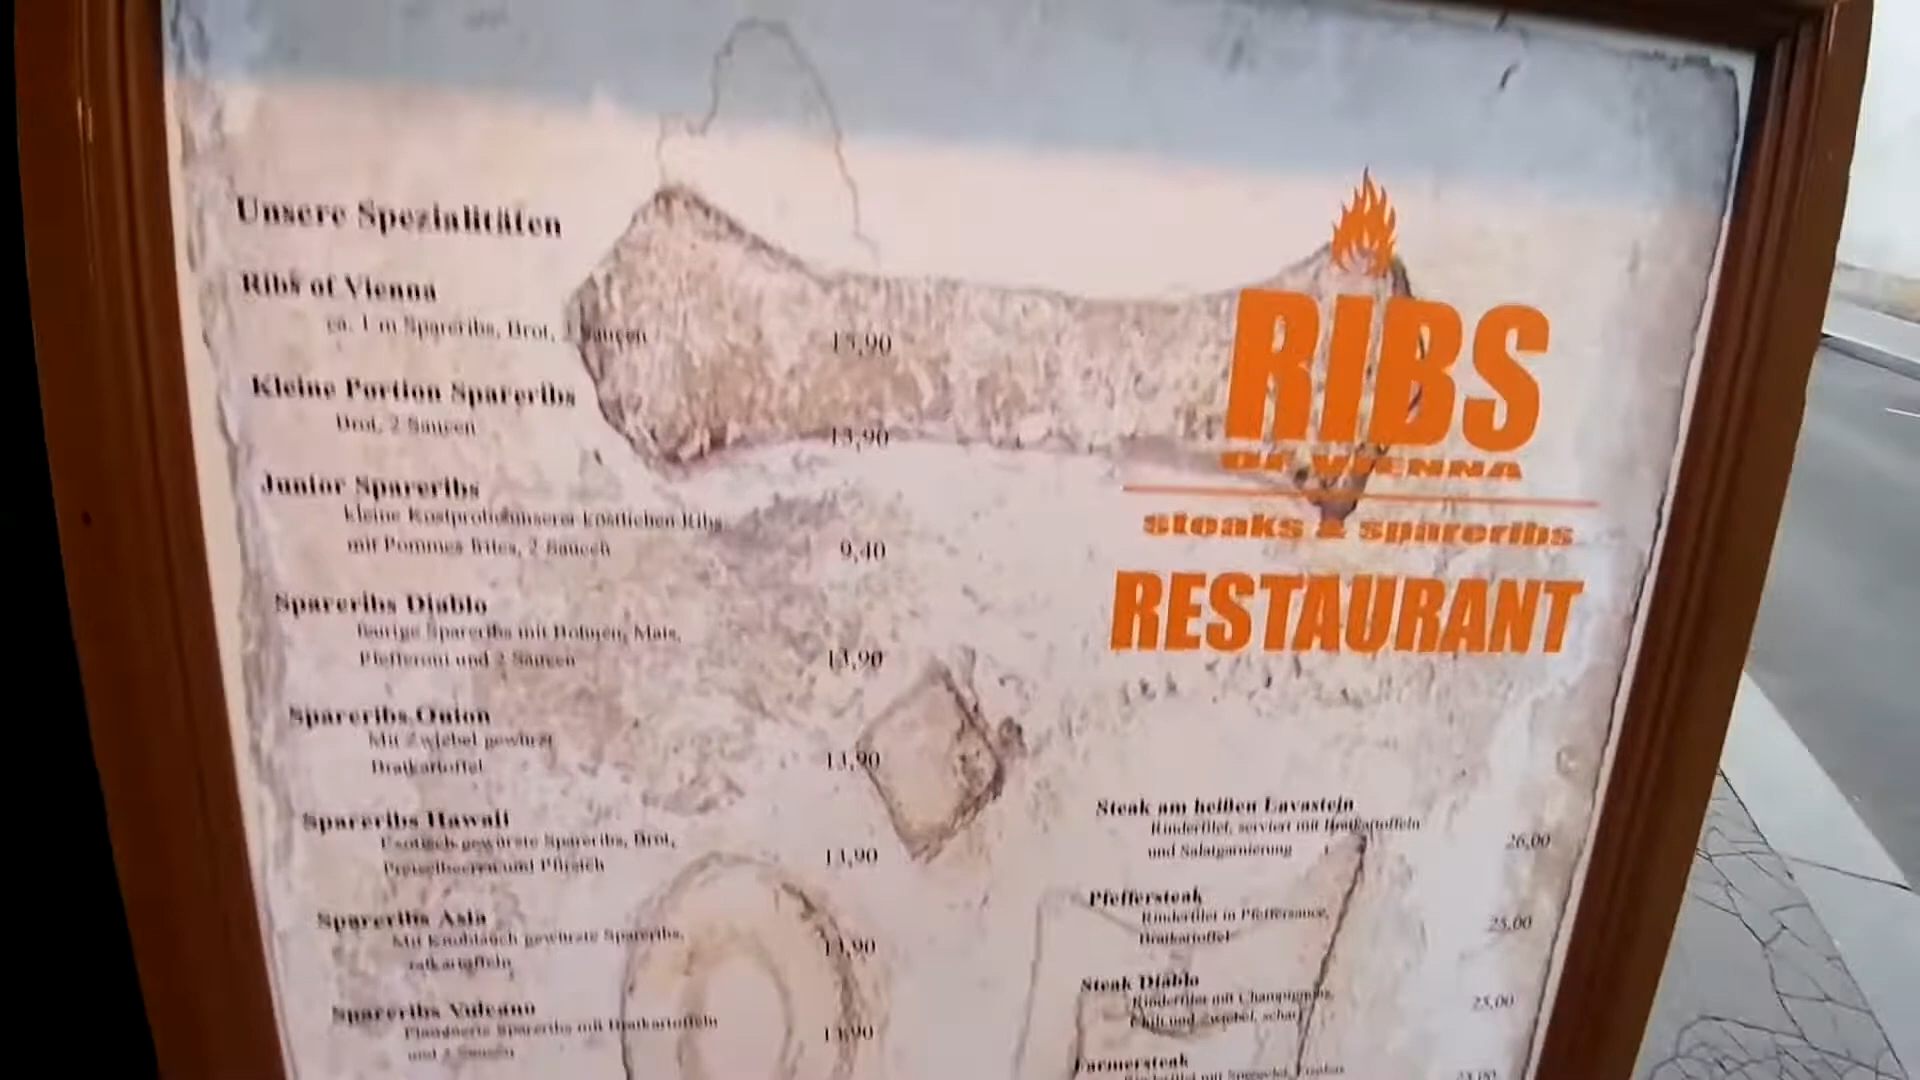 Unsere Spezialitäten
Ribs of Vienna
ca. 1 m Spareribs, Brot, Saucen
15,90
Kleine Portion Spareribs
Brot, 2 Saucen
13,90
Junior Spareribs
kleine Kostprobe unserer köstlichen Ribs
mit Pommes frites, 2 Saucen
9,40
Spareribs Diablo
feurige Spareribs mit Bohnen, Mais,
Pfefferoni und 2 Saucen
13,90
Spareribs Onion
Mit Zwiebel gewürzt
Bratkartoffel
13,90
Spareribs Hawaii
Exotisch gewürzte Spareribs, Brot,
Preiselbeeren und Pfirsich
13,90
Spareribs Asia
Mit Knoblauch gewürzte Spareribs,
13,90
Spareribs Vulcano
Flambierte Spareribs mit Bratkartoffeln
und 2 Saucen
RIBS
OF VIENNA
steaks & spareribs
RESTAURANT
Steak am heißen Lavastein
Rinderfilet, serviert mit Bratkartoffeln
und Salatgarnierung
26,00
Pfeffersteak
Rinderfilet in Pfeffersauce,
Bratkartoffel
25,00
Steak Diablo
Rinderfilet mit Champignons,
Chili und Zwiebel, scharf
25,00
Farmersteak
Rinderfilet mit